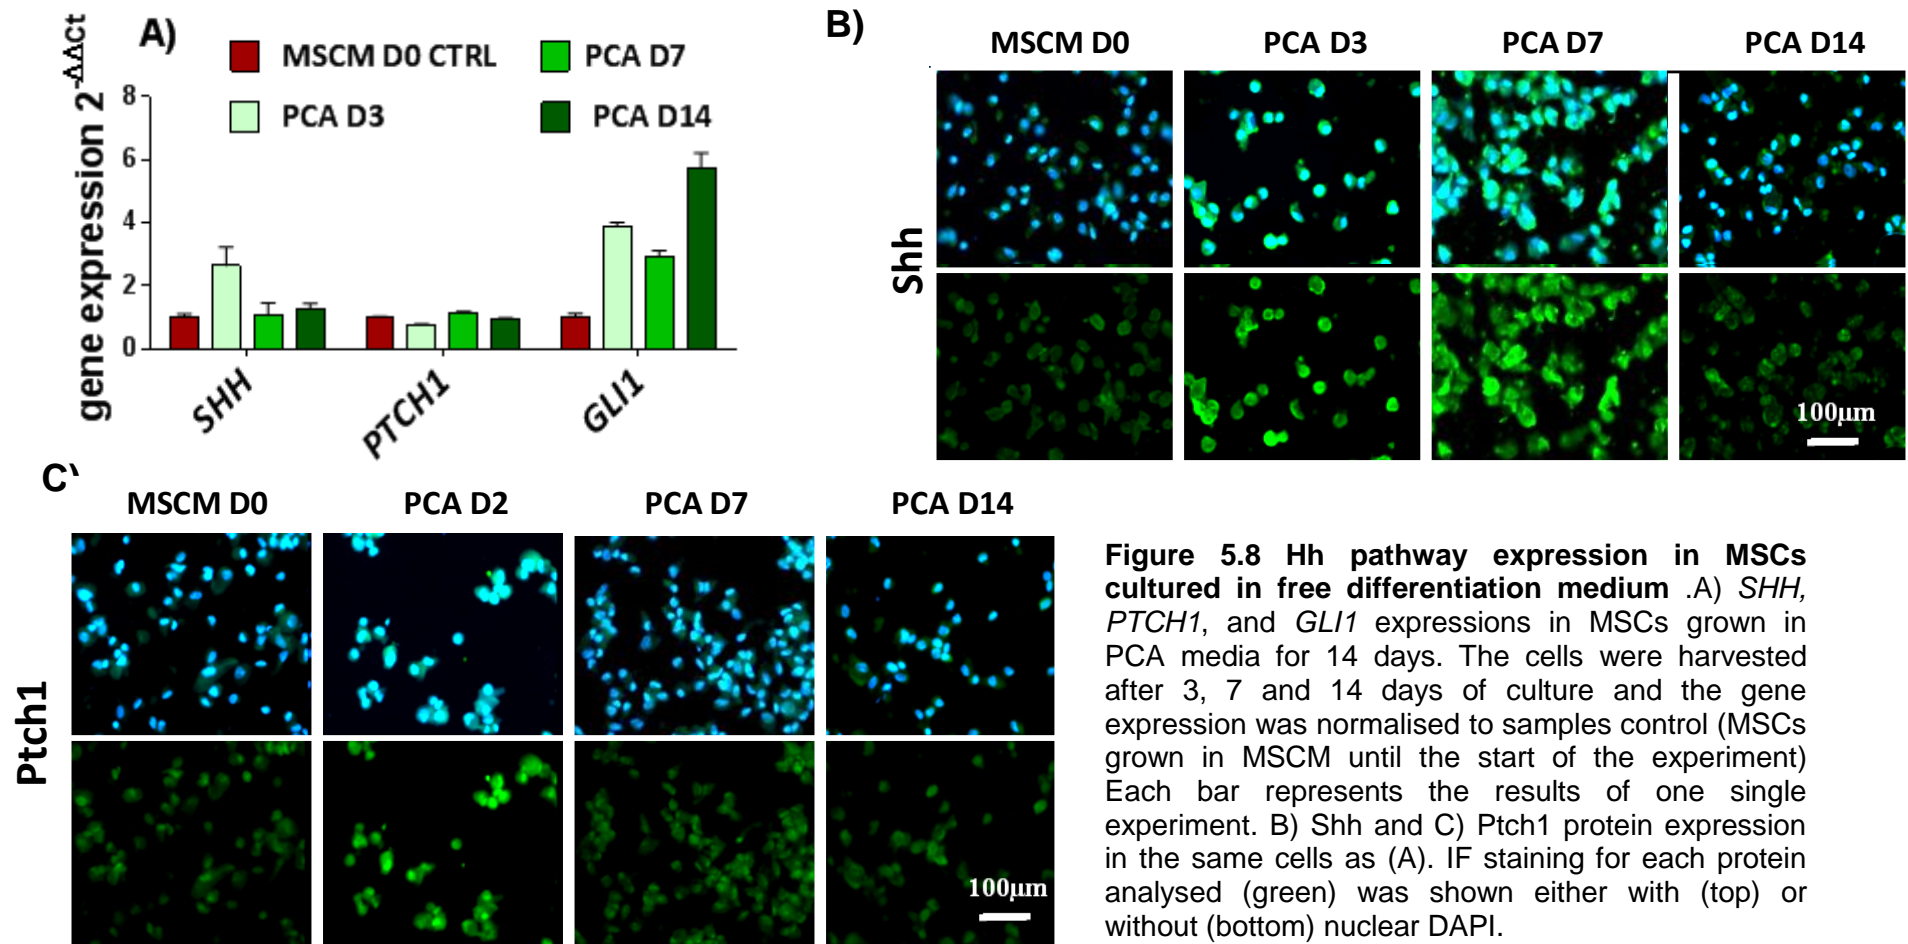 A)
gene expression 2^-ΔΔct
MSCM D0 CTRL
PCA D7
PCA D3
PCA D14
8
6
4
2
0
SHH
PTCH1
GLI1
B)
MSCM D0
PCA D3
PCA D7
PCA D14
Shh
100µm
C)
MSCM D0
PCA D2
PCA D7
PCA D14
Ptch1
100µm
Figure 5.8 Hh pathway expression in MSCs
cultured in free differentiation medium .A) SHH,
PTCH1, and GLI1 expressions in MSCs grown in
PCA media for 14 days. The cells were harvested
after 3, 7 and 14 days of culture and the gene
expression was normalised to samples control (MSCs
grown in MSCM until the start of the experiment)
Each bar represents the results of one single
experiment. B) Shh and C) Ptch1 protein expression
in the same cells as (A). IF staining for each protein
analysed (green) was shown either with (top) or
without (bottom) nuclear DAPI.